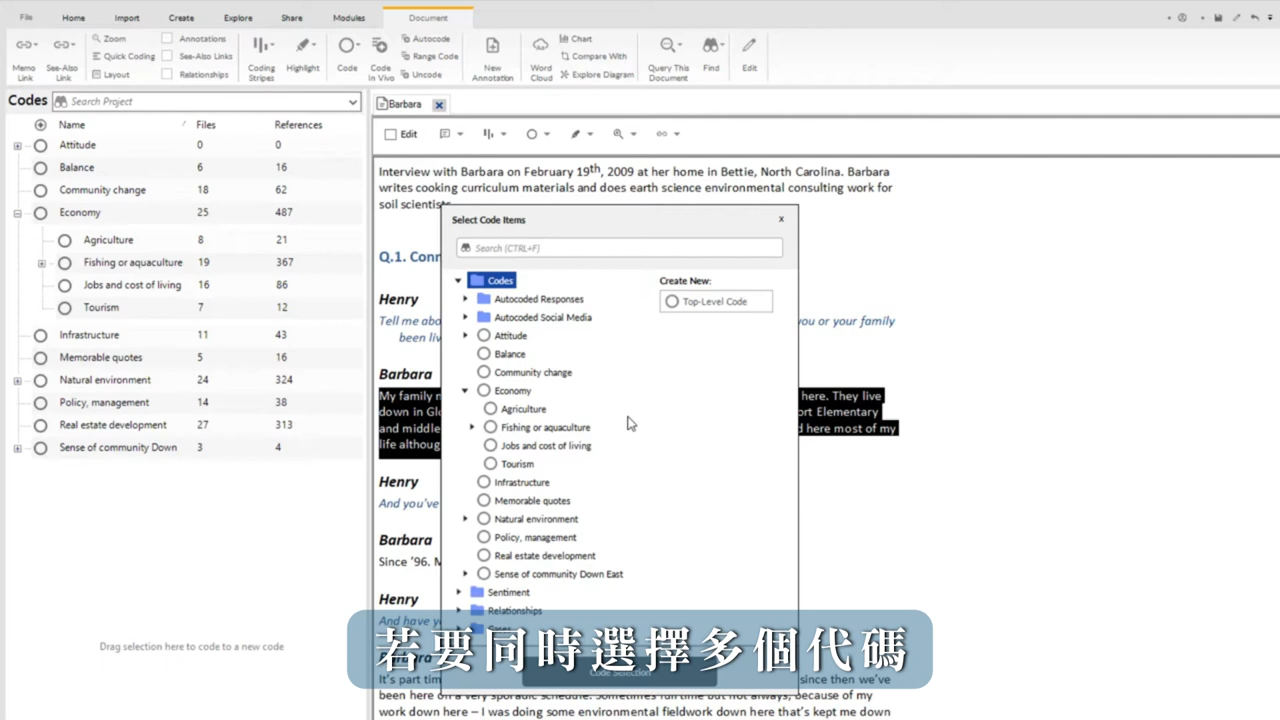 File Home Import Create Explore Share Modules Document
Memo Link
See-Also Link
Zoom
Quick Coding
Layout
Annotations
See-Also Links
Relationships
Coding Stripes
Highlight
Code
Code In Vivo
Autocode
Range Code
Uncode
New Annotation
Word Cloud
Chart
Compare With
Explore Diagram
Query This Document
Find
Edit
Codes Search Project
Name Files References
Attitude 0 0
Balance 6 16
Community change 18 62
Economy 25 487
Agriculture 8 21
Fishing or aquaculture 19 367
Jobs and cost of living 16 86
Tourism 7 12
Infrastructure 11 43
Memorable quotes 5 16
Natural environment 24 324
Policy, management 14 38
Real estate development 27 313
Sense of community Down 3 4
Drag selection here to code to a new code
Barbara x
Edit
Interview with Barbara on February 19th, 2009 at her home in Bettie, North Carolina. Barbara
writes cooking curriculum materials and does earth science environmental consulting work for
soil scientists
Q.1. Conn
Henry
Tell me abo you or your family
been liv
Barbara
My family m here. They live
down in Glo ort Elementary
and middle d here most of my
life althoug
Henry
And you've
Barbara
Since '96. M
Henry
And have y
Barbara
It's part tim since then we've
been here on a very sporadic schedule. Sometimes full time but not always, because of my
work down here – I was doing some environmental fieldwork down here that's kept me down
Select Code Items x
Search (CTRL+F)
Codes
Autocoded Responses
Autocoded Social Media
Attitude
Balance
Community change
Economy
Agriculture
Fishing or aquaculture
Jobs and cost of living
Tourism
Infrastructure
Memorable quotes
Natural environment
Policy, management
Real estate development
Sense of community Down East
Sentiment
Relationships
Cases
Create New:
Top-Level Code
Code Selection
若要同時選擇多個代碼